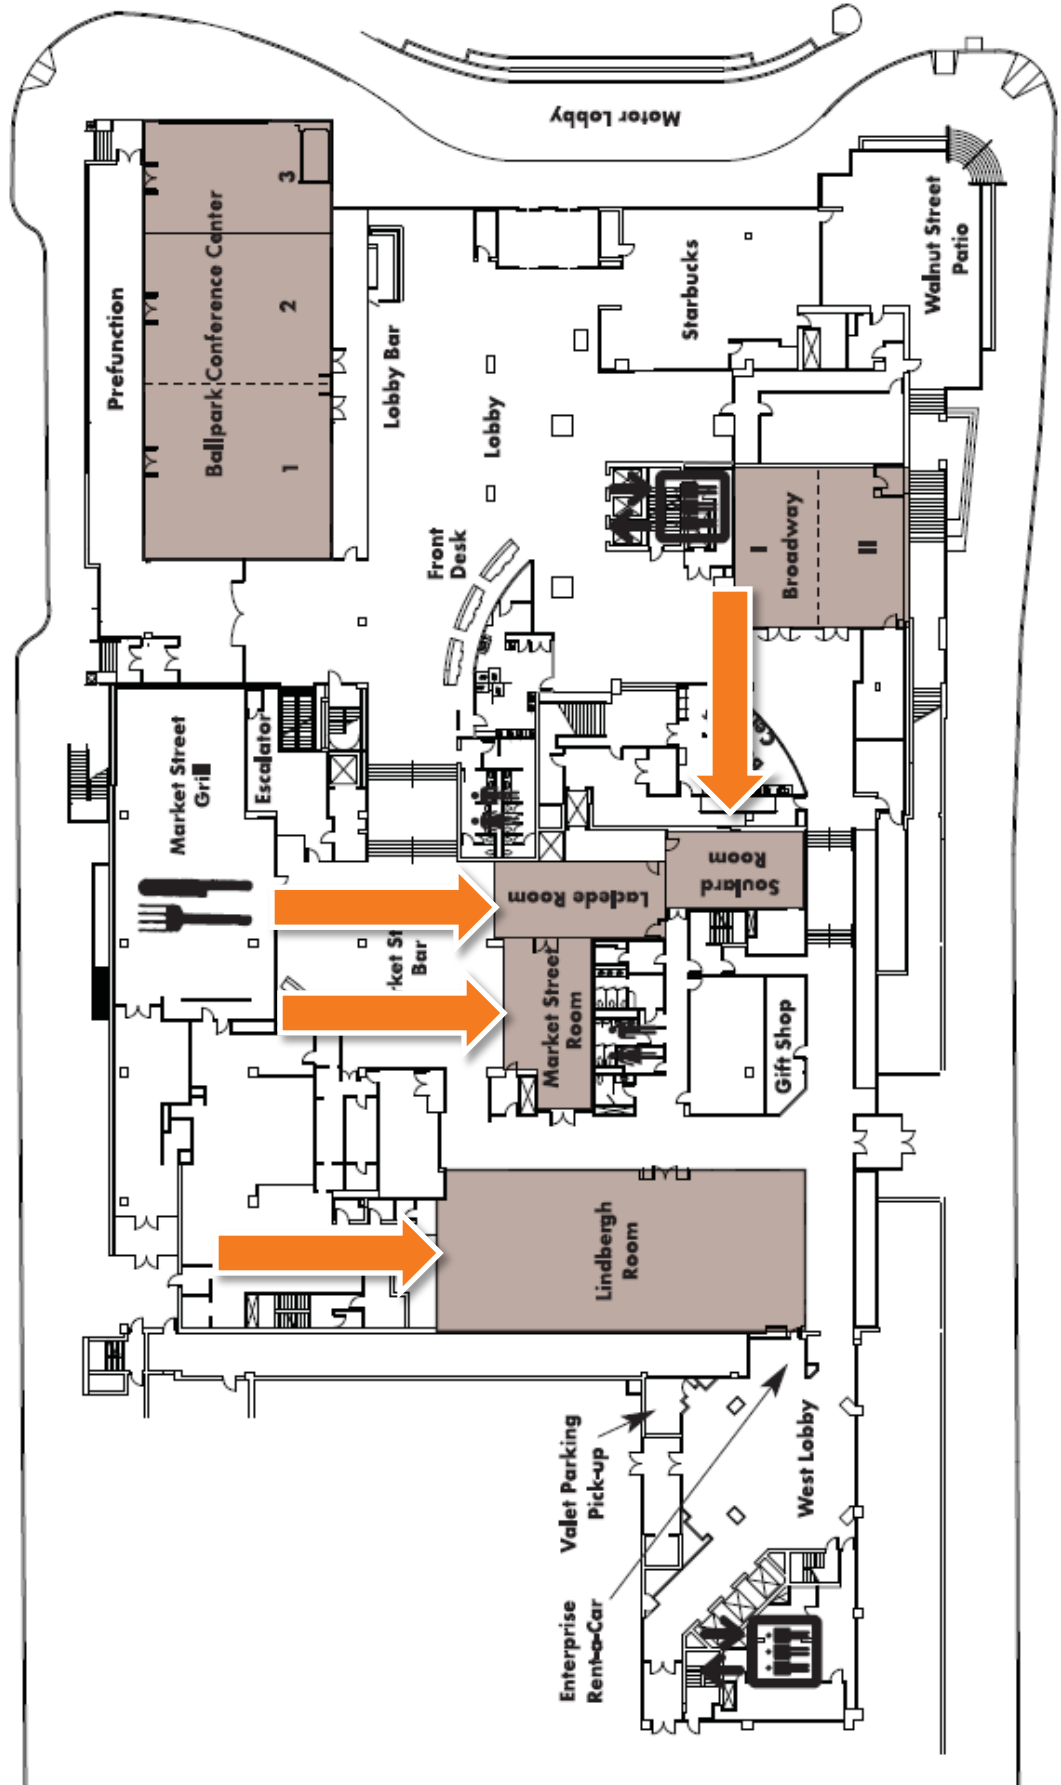 Motor Lobby
Prefunction
Ballpark Conference Center
1
2
3
Lobby Bar
Lobby
Starbucks
Walnut Street
Patio
Front
Desk
Broadway
I
II
Market Street
Grill
Escalator
rket St
Bar
Laclede Room
Soulard
Room
Market Street
Room
Gift Shop
Lindbergh
Room
Valet Parking
Pick-up
West Lobby
Enterprise
Rent-a-Car